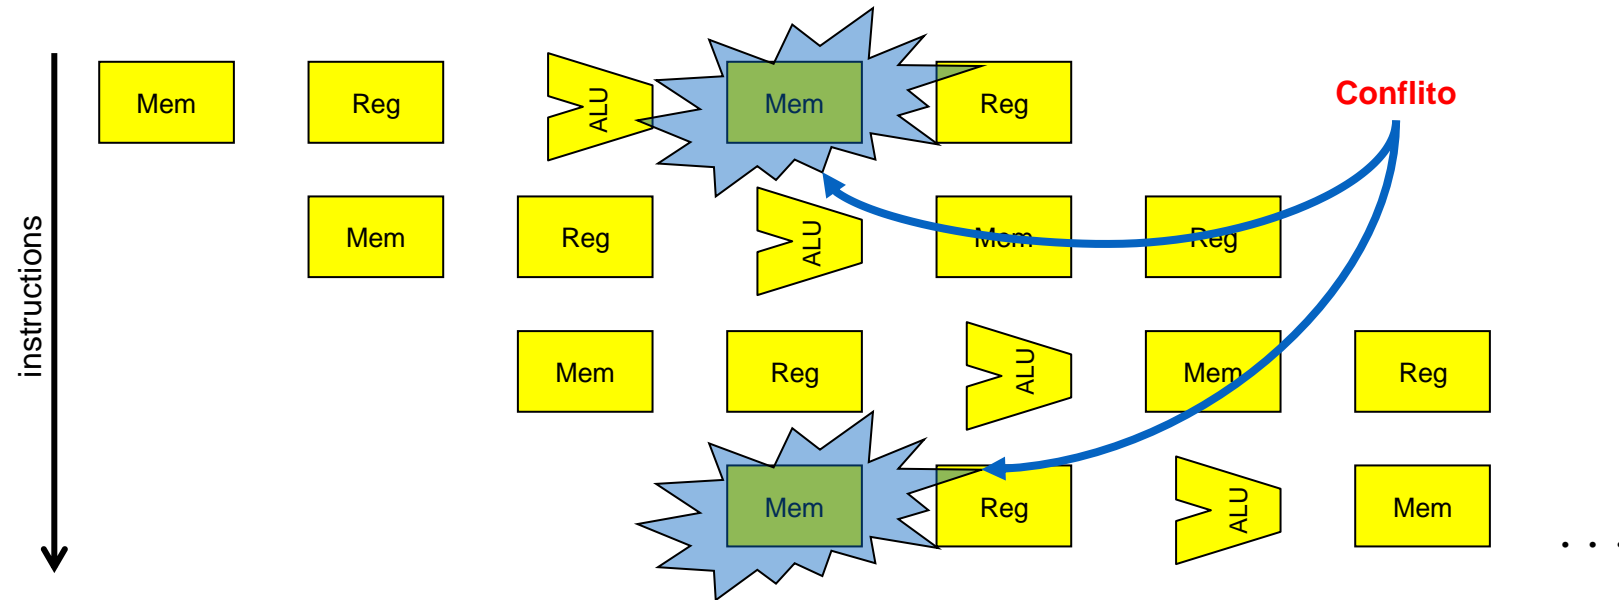 Conflito
Mem Reg ALU Mem Reg
Mem Reg ALU Mem Reg
instructions
Mem Reg ALU Mem Reg
Mem Reg ALU Mem
. . .